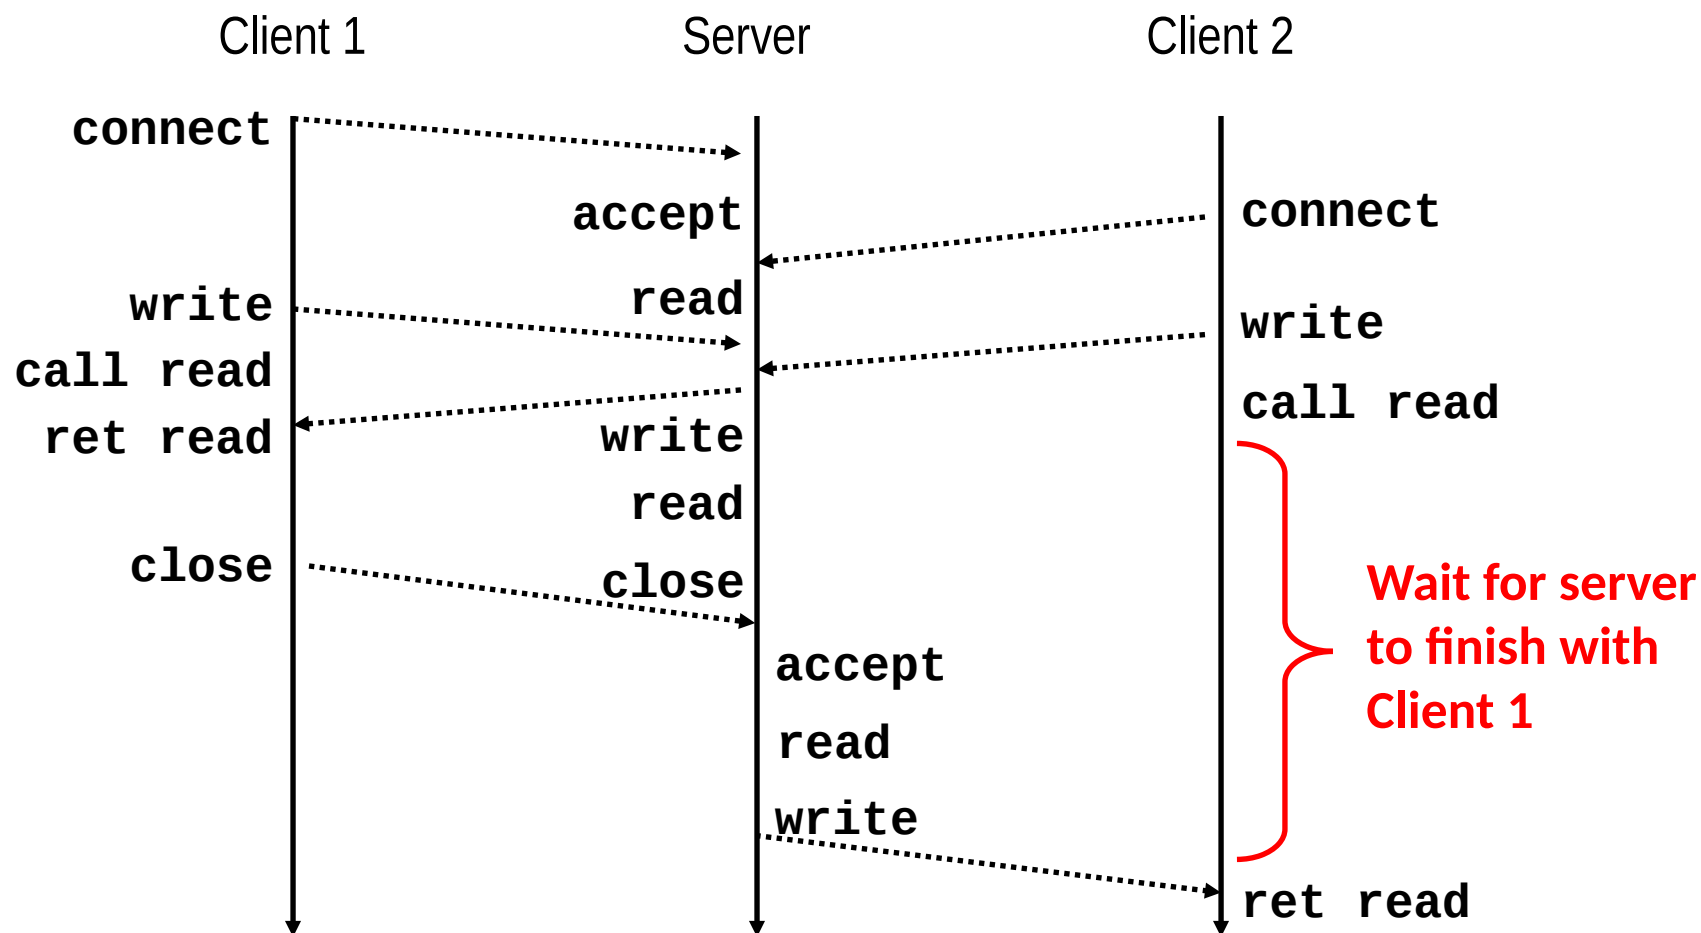 Client 1
Server
Client 2
connect
accept
connect
write
read
write
call read
call read
ret read
write
read
close
close
Wait for server
to finish with
Client 1
accept
read
write
ret read